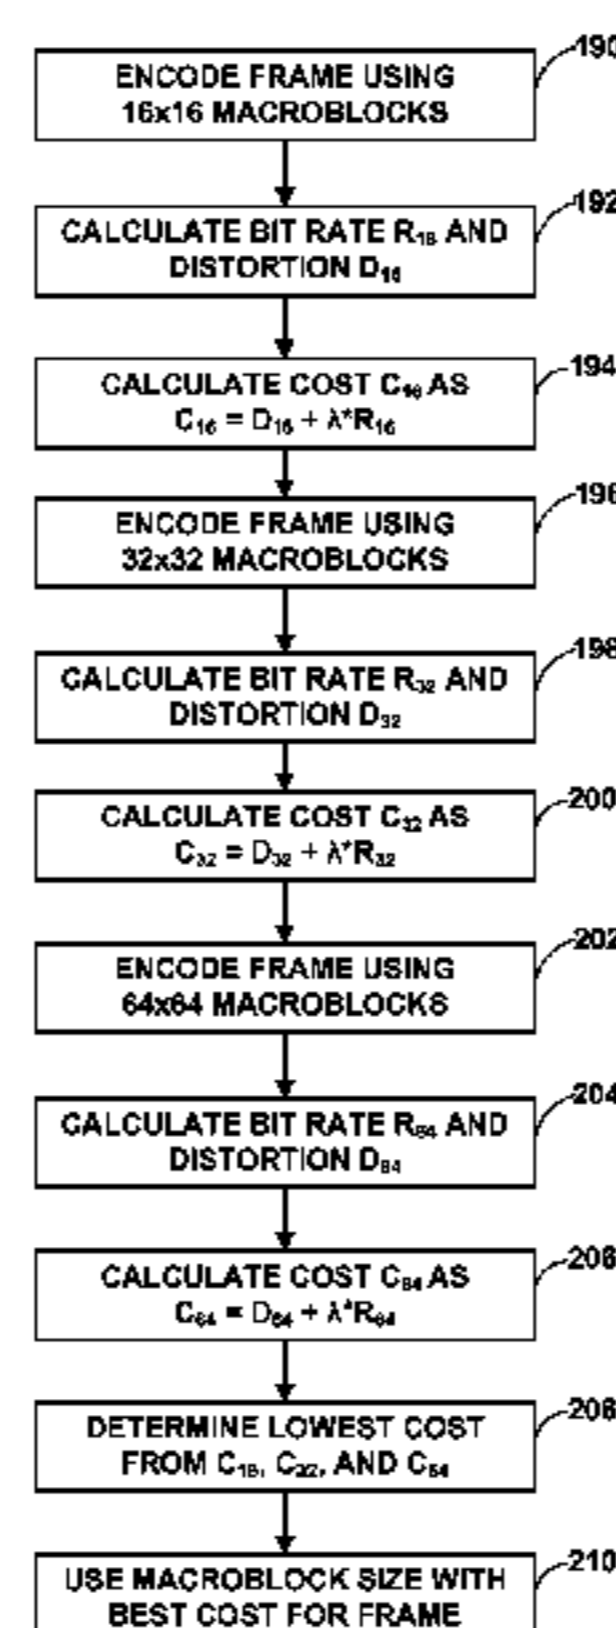 190
ENCODE FRAME USING
16x16 MACROBLOCKS
192
CALCULATE BIT RATE R₁₆ AND
DISTORTION D₁₆
194
CALCULATE COST C₁₆ AS
C₁₆ = D₁₆ + λ*R₁₆
196
ENCODE FRAME USING
32x32 MACROBLOCKS
198
CALCULATE BIT RATE R₃₂ AND
DISTORTION D₃₂
200
CALCULATE COST C₃₂ AS
C₃₂ = D₃₂ + λ*R₃₂
202
ENCODE FRAME USING
64x64 MACROBLOCKS
204
CALCULATE BIT RATE R₆₄ AND
DISTORTION D₆₄
206
CALCULATE COST C₆₄ AS
C₆₄ = D₆₄ + λ*R₆₄
208
DETERMINE LOWEST COST
FROM C₁₆, C₃₂, AND C₆₄
210
USE MACROBLOCK SIZE WITH
BEST COST FOR FRAME